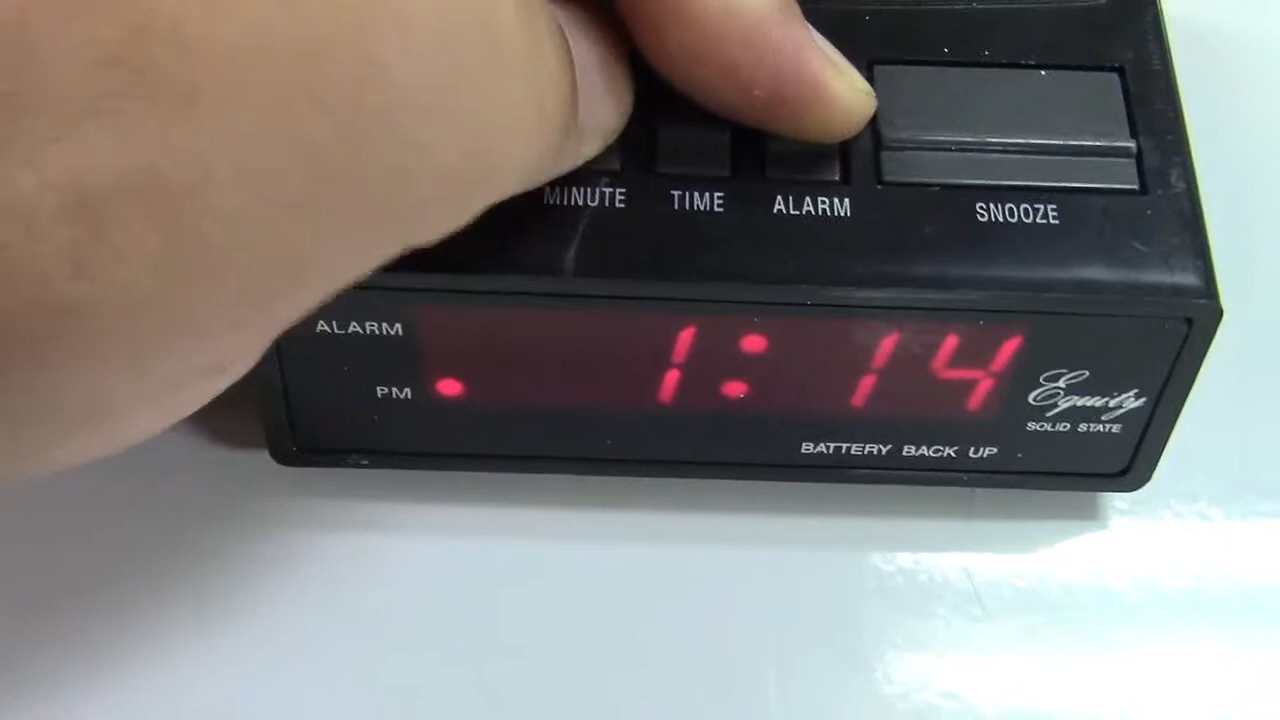 MINUTE TIME ALARM SNOOZE
ALARM
PM
1:14
Equity
SOLID STATE
BATTERY BACK UP